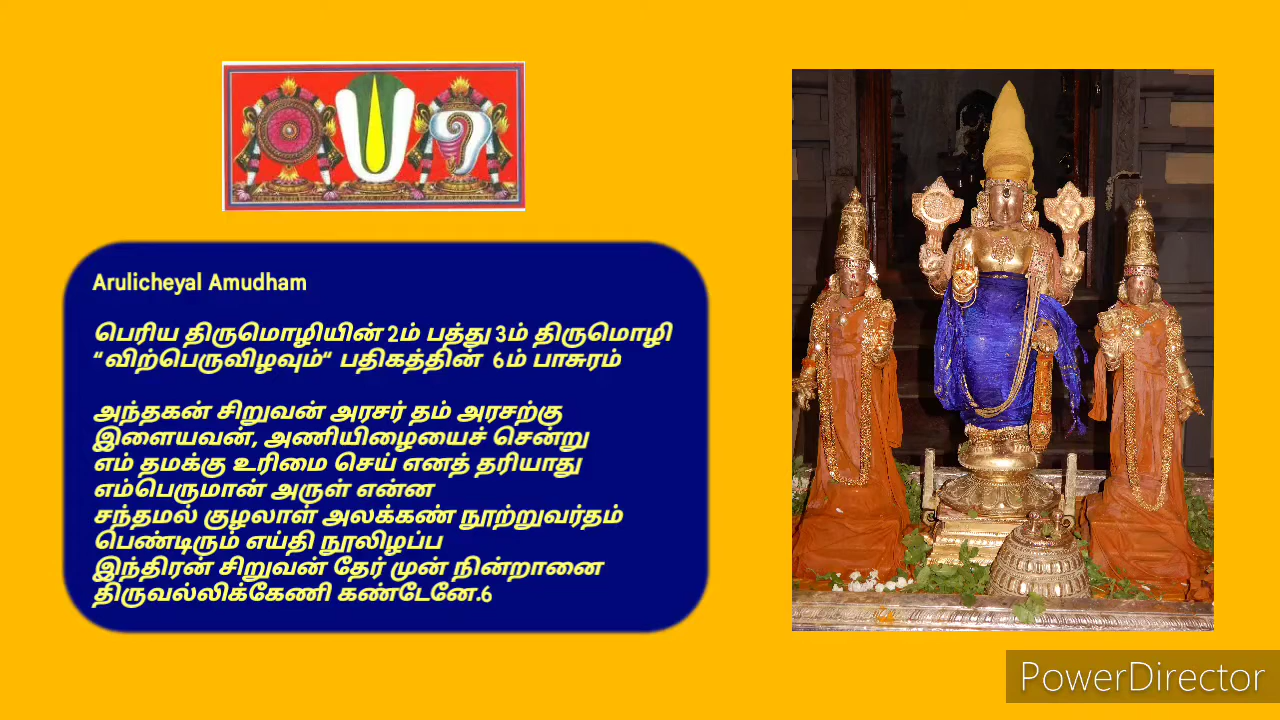 Arulicheyal Amudham
பெரிய திருமொழியின் 2ம் பத்து 3ம் திருமொழி
“விற்பெருவிழவும்“ பதிகத்தின் 6ம் பாசுரம்
அந்தகன் சிறுவன் அரசர் தம் அரசற்கு
இளையவன், அணியிழையைச் சென்று
எம் தமக்கு உரிமை செய் எனத் தரியாது
எம்பெருமான் அருள் என்ன
சந்தமல் குழலாள் அலக்கண் நூற்றுவர்தம்
பெண்டிரும் எய்தி நூலிழப்ப
இந்திரன் சிறுவன் தேர் முன் நின்றானை
திருவல்லிக்கேணி கண்டேனே.6
PowerDirector